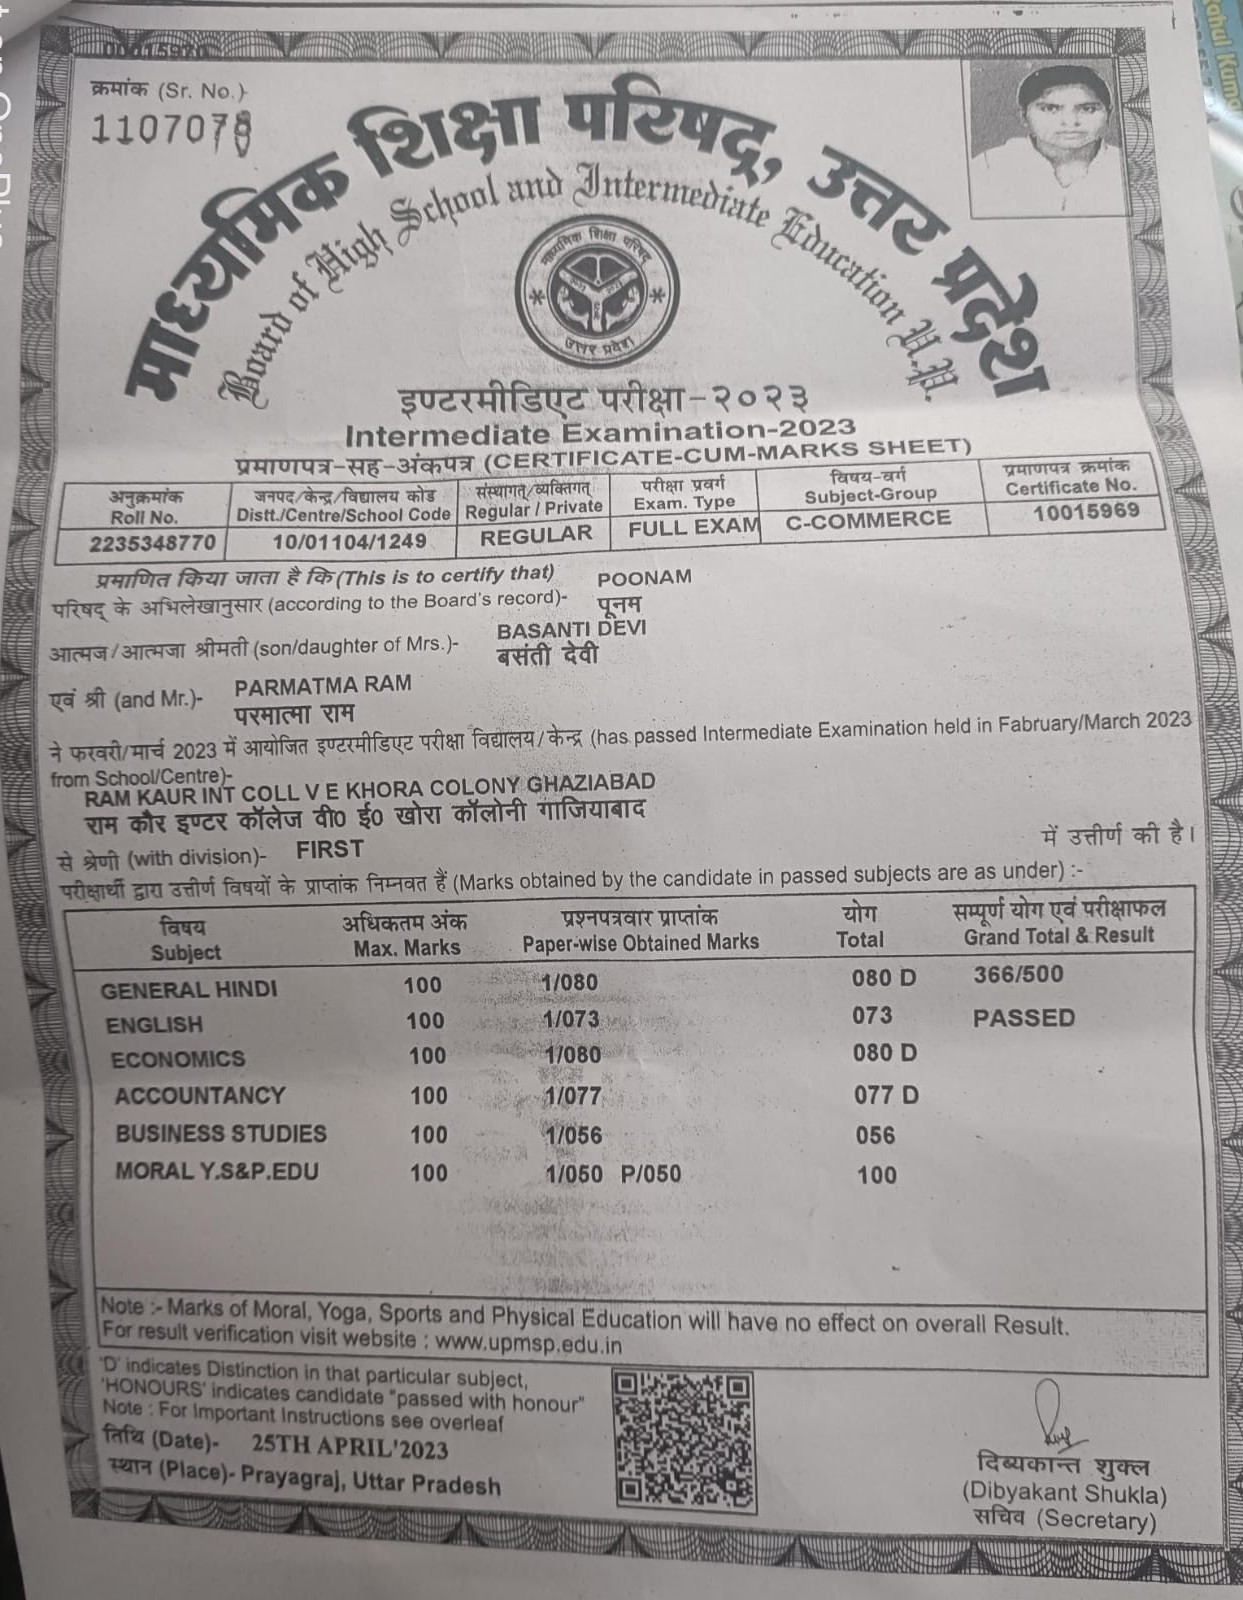 00015970
क्रमांक (Sr. No.)
माध्यमिक शिक्षा परिषद्, उत्तर प्रदेश
Board of High School and Intermediate Education U.P.
माध्यमिक शिक्षा परिषद्
उत्तर प्रदेश
इण्टरमीडिएट परीक्षा-२०२३
Intermediate Examination-2023
प्रमाणपत्र-सह-अंकपत्र (CERTIFICATE-CUM-MARKS SHEET)
अनुक्रमांक जनपद/केन्द्र/विद्यालय कोड संस्थागत्/व्यक्तिगत् परीक्षा प्रवर्ग विषय-वर्ग प्रमाणपत्र क्रमांक
Roll No. Distt./Centre/School Code Regular / Private Exam. Type Subject-Group Certificate No.
2235348770 10/01104/1249 REGULAR FULL EXAM C-COMMERCE 10015969
प्रमाणित किया जाता है कि (This is to certify that) POONAM
परिषद् के अभिलेखानुसार (according to the Board's record)- पूनम
BASANTI DEVI
आत्मज/आत्मजा श्रीमती (son/daughter of Mrs.)- बसंती देवी
एवं श्री (and Mr.)- PARMATMA RAM
परमात्मा राम
ने फरवरी/मार्च 2023 में आयोजित इण्टरमीडिएट परीक्षा विद्यालय/केन्द्र (has passed Intermediate Examination held in Fabruary/March 2023
from School/Centre)-
RAM KAUR INT COLL V E KHORA COLONY GHAZIABAD
राम कौर इण्टर कॉलेज वी0 ई0 खोरा कॉलोनी गाजियाबाद
से श्रेणी (with division)- FIRST में उत्तीर्ण की है।
परीक्षार्थी द्वारा उत्तीर्ण विषयों के प्राप्तांक निम्नवत हैं (Marks obtained by the candidate in passed subjects are as under) :-
विषय अधिकतम अंक प्रश्नपत्रवार प्राप्तांक योग सम्पूर्ण योग एवं परीक्षाफल
Subject Max. Marks Paper-wise Obtained Marks Total Grand Total & Result
GENERAL HINDI 100 1/080 080 D 366/500
ENGLISH 100 1/073 073 PASSED
ECONOMICS 100 1/080 080 D
ACCOUNTANCY 100 1/077 077 D
BUSINESS STUDIES 100 1/056 056
MORAL Y.S&P.EDU 100 1/050 P/050 100
Note :- Marks of Moral, Yoga, Sports and Physical Education will have no effect on overall Result.
For result verification visit website : www.upmsp.edu.in
'D' indicates Distinction in that particular subject,
'HONOURS' indicates candidate "passed with honour"
Note : For Important Instructions see overleaf
तिथि (Date)- 25TH APRIL'2023
स्थान (Place)- Prayagraj, Uttar Pradesh
दिब्यकान्त शुक्ल
(Dibyakant Shukla)
सचिव (Secretary)